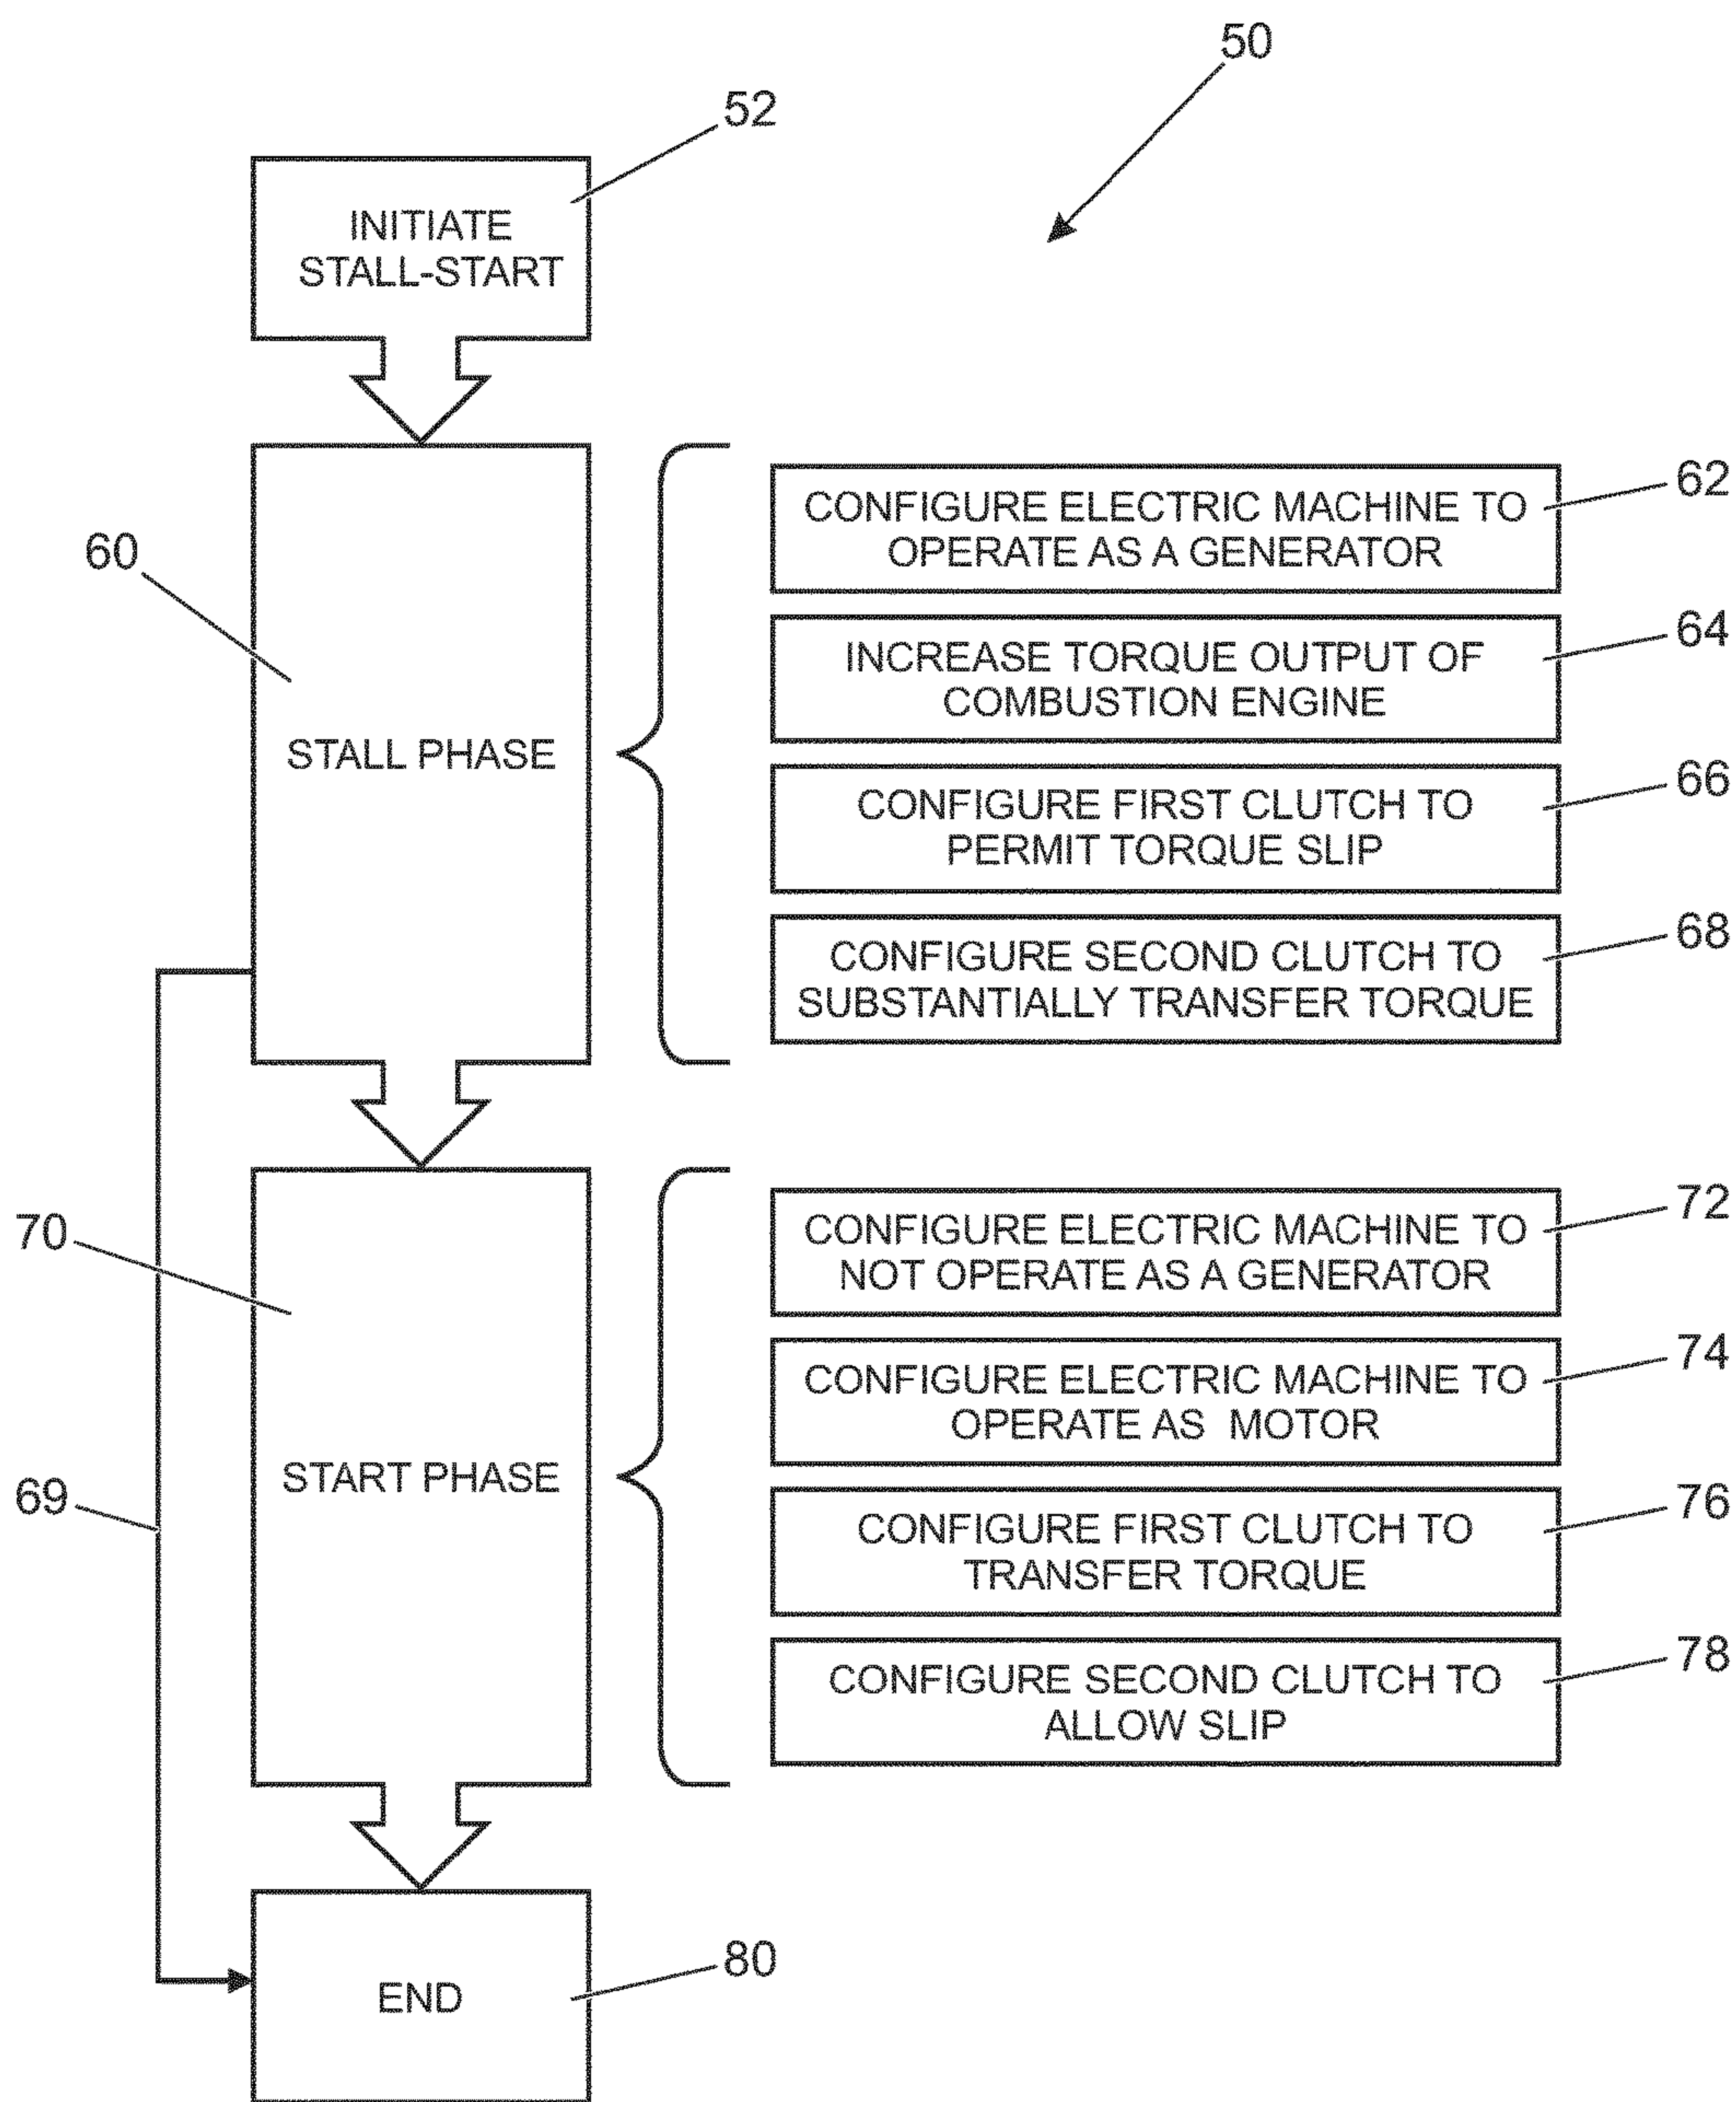 50
52
INITIATE
STALL-START
60
STALL PHASE
CONFIGURE ELECTRIC MACHINE TO
OPERATE AS A GENERATOR
62
INCREASE TORQUE OUTPUT OF
COMBUSTION ENGINE
64
CONFIGURE FIRST CLUTCH TO
PERMIT TORQUE SLIP
66
CONFIGURE SECOND CLUTCH TO
SUBSTANTIALLY TRANSFER TORQUE
68
69
70
START PHASE
CONFIGURE ELECTRIC MACHINE TO
NOT OPERATE AS A GENERATOR
72
CONFIGURE ELECTRIC MACHINE TO
OPERATE AS MOTOR
74
CONFIGURE FIRST CLUTCH TO
TRANSFER TORQUE
76
CONFIGURE SECOND CLUTCH TO
ALLOW SLIP
78
END
80